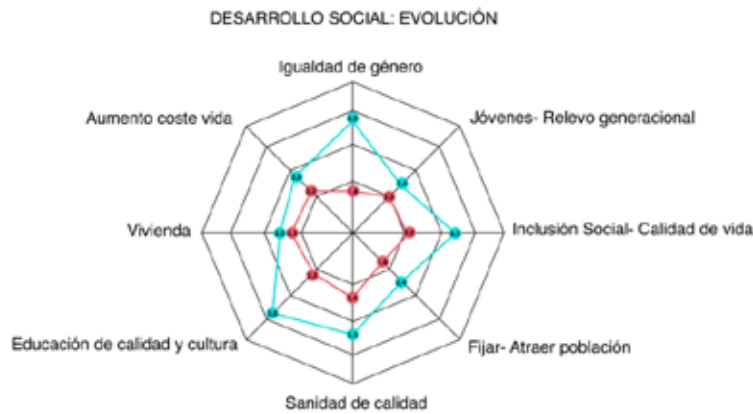 DESARROLLO SOCIAL: EVOLUCIÓN
Igualdad de género
Aumento coste vida
Jóvenes- Relevo generacional
Vivienda
Inclusión Social- Calidad de vida
Educación de calidad y cultura
Fijar- Atraer población
Sanidad de calidad